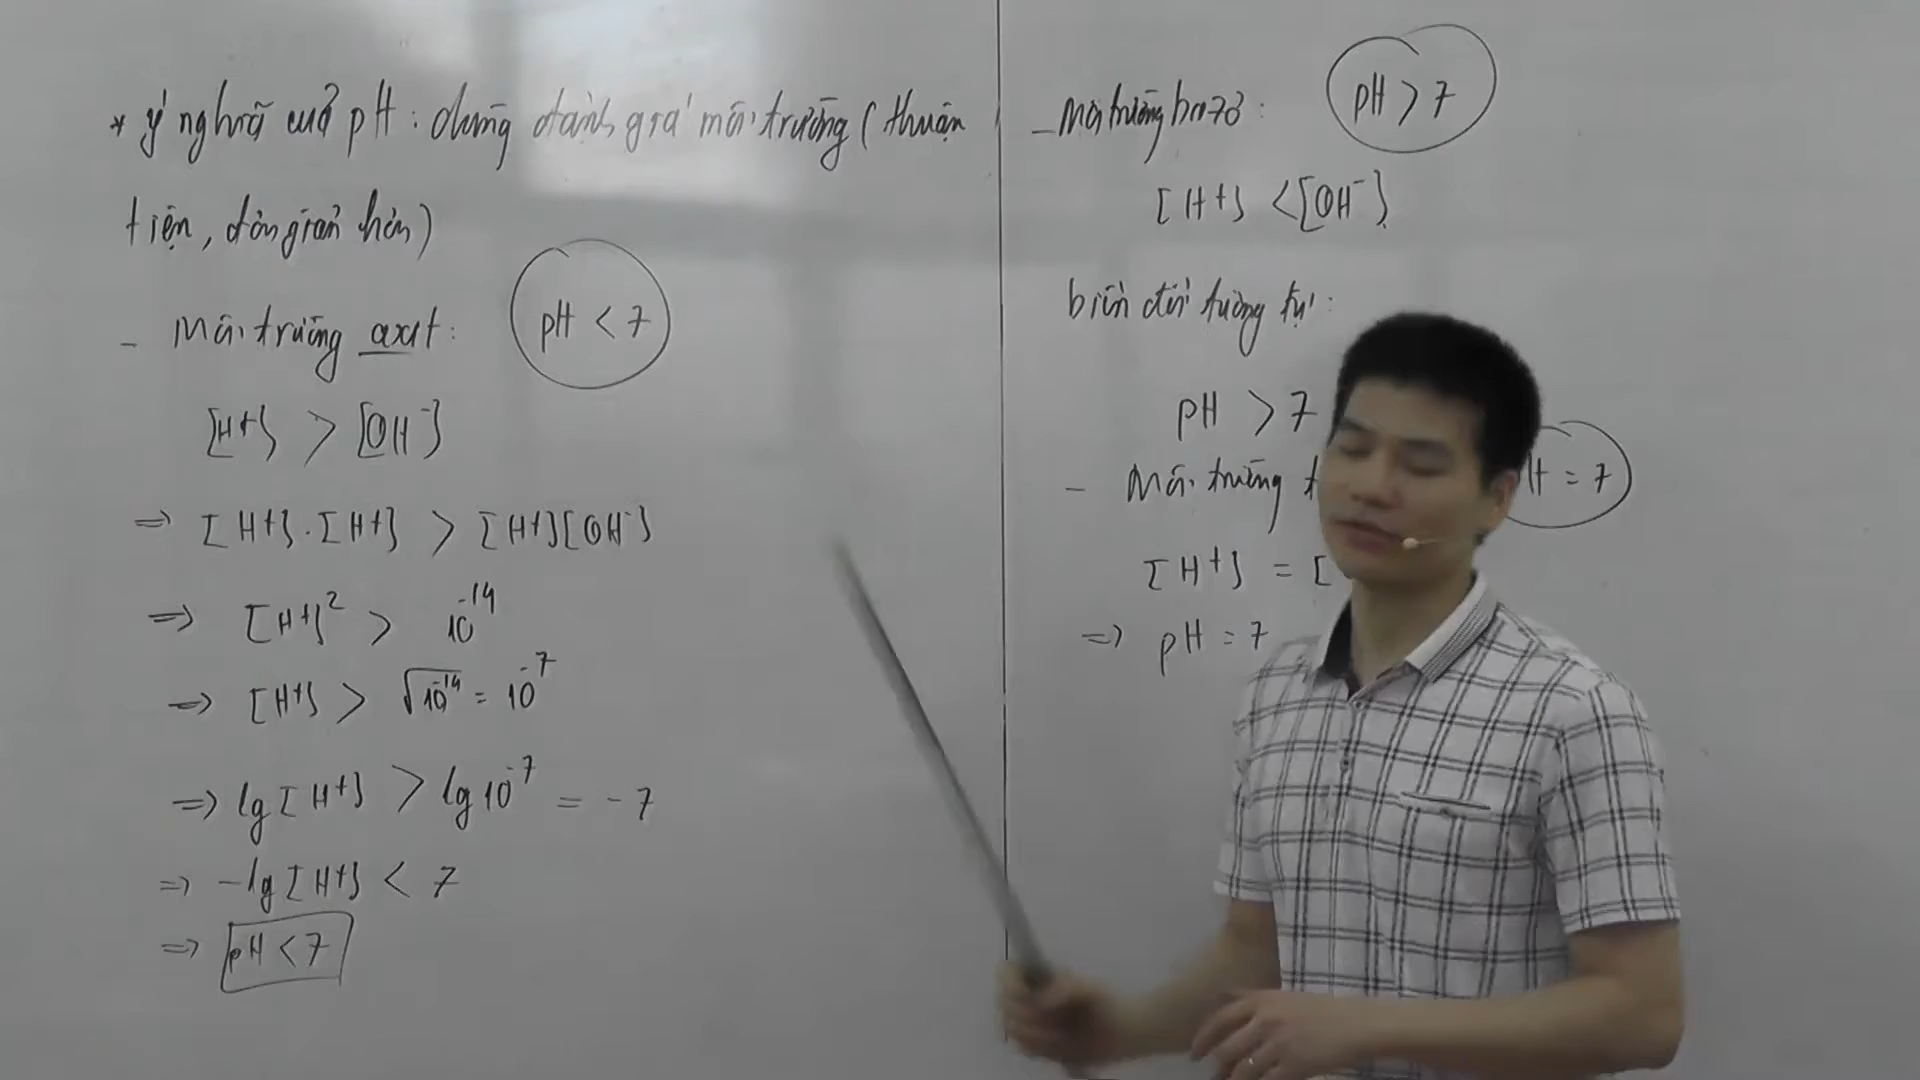 * Ý nghĩa của pH : dùng đánh giá môi trường ( thuận
tiện, đơn giản hơn )
- Môi trường axit : pH < 7
[H+] > [OH-]
=> [H+].[H+] > [H+][OH-]
=> [H+]² > 10⁻¹⁴
=> [H+] > √10⁻¹⁴ = 10⁻⁷
=> lg[H+] > lg10⁻⁷ = -7
=> -lg[H+] < 7
=> pH < 7
- Môi trường bazơ : pH > 7
[H+] < [OH-]
biến đổi tương tự :
pH > 7
- Môi trường t H = 7
[H+] = [
=> pH = 7